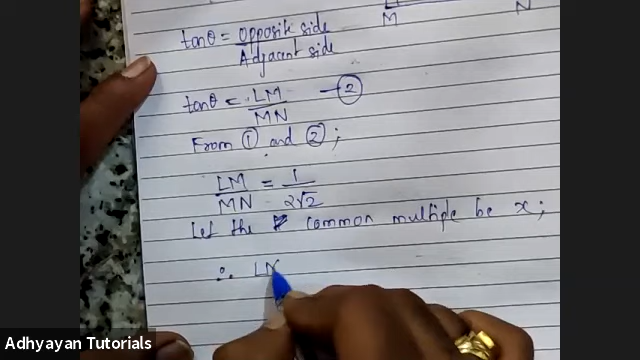 M N
tanθ = Opposite side
Adjacent side
tanθ = LM —②
MN
From ① and ②;
LM = 1
MN 2√2
Let the common multiple be x;
∴ LM
Adhyayan Tutorials